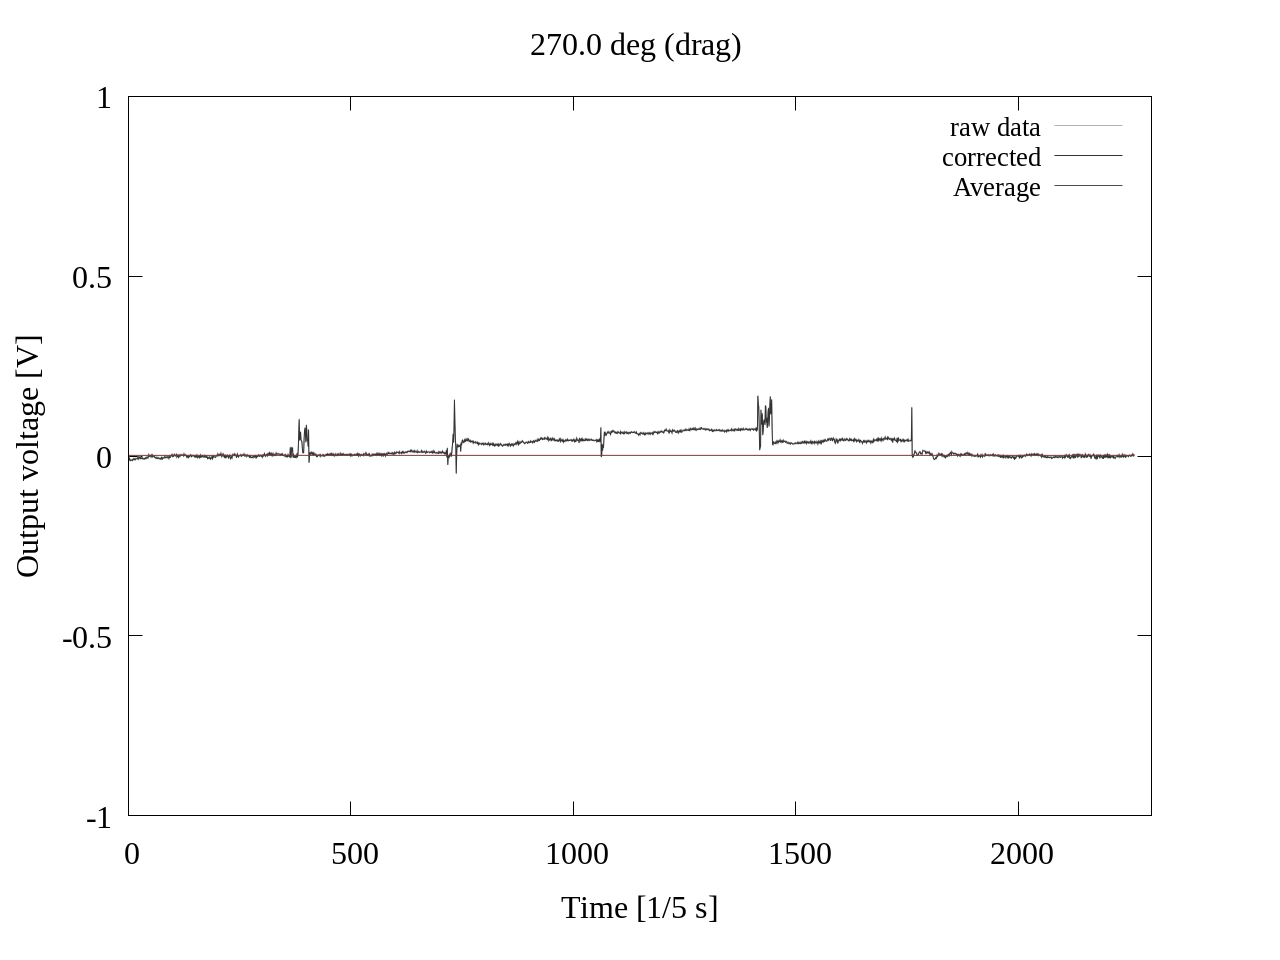 270.0 deg (drag)
1
0.5
0
-0.5
-1
Output voltage [V]
raw data
corrected
Average
0 500 1000 1500 2000
Time [1/5 s]